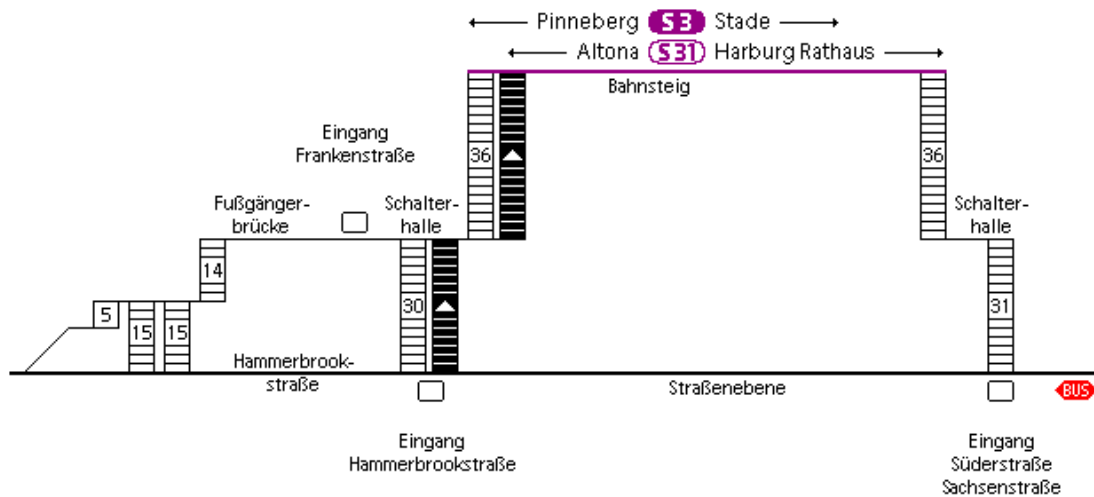 Pinneberg S3 Stade
Altona S31 Harburg Rathaus
Bahnsteig
Eingang
Frankenstraße
36
36
Fußgänger-
brücke
Schalter-
halle
Schalter-
halle
14
5
15
15
30
31
Hammerbrook-
straße
Straßenebene
BUS
Eingang
Hammerbrookstraße
Eingang
Süderstraße
Sachsenstraße